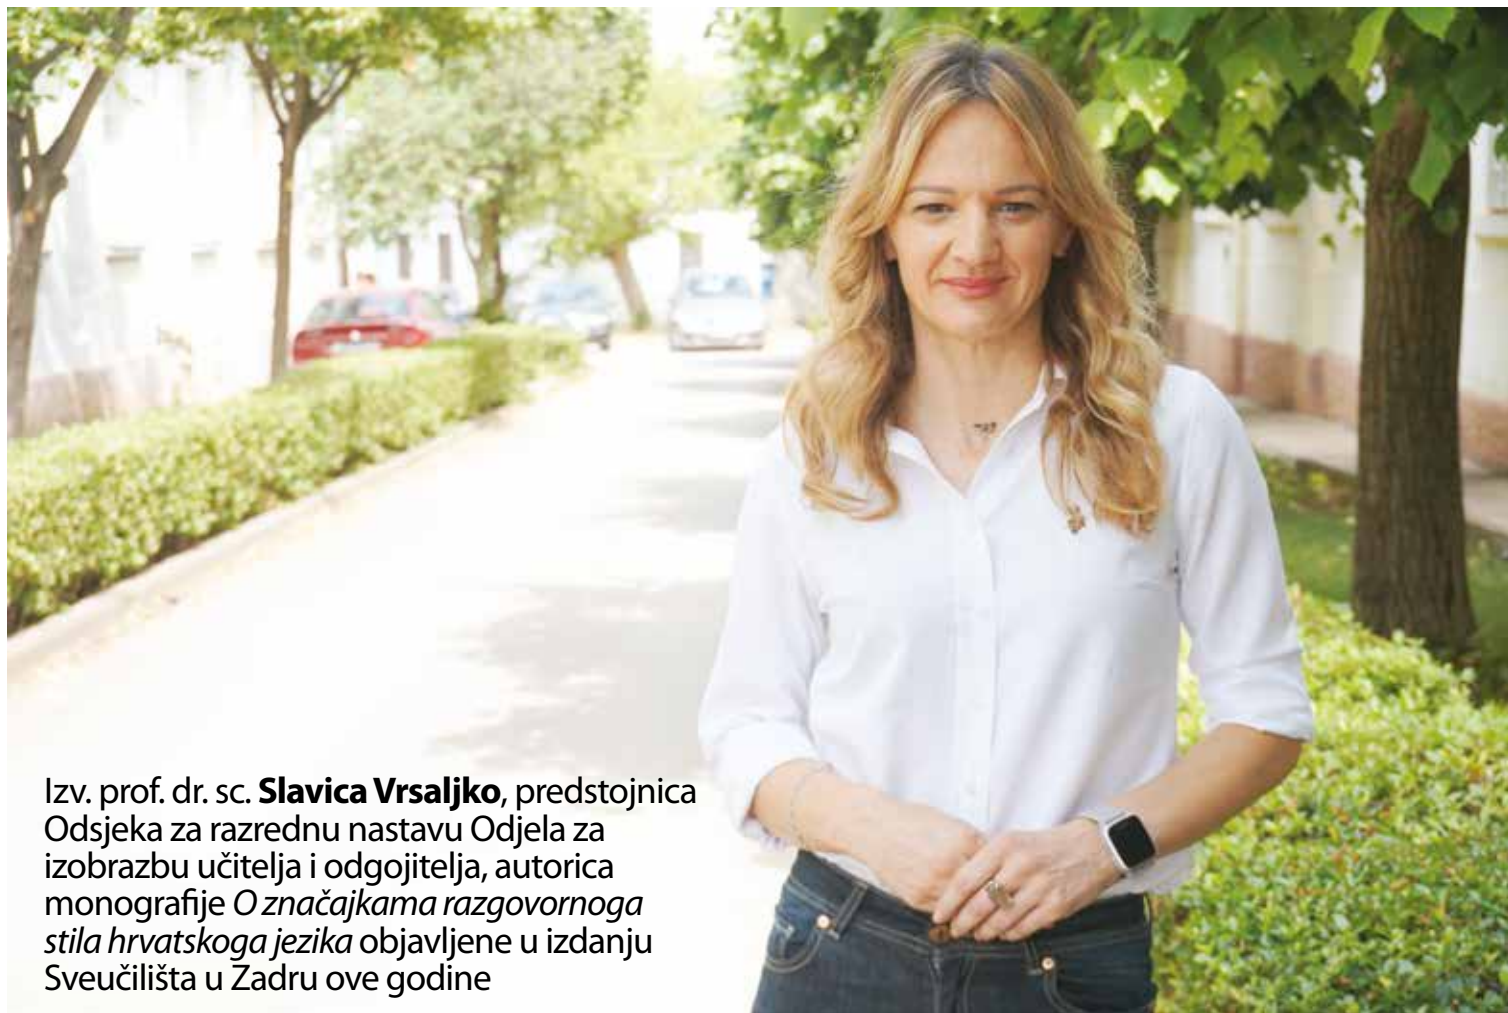 Izv. prof. dr. sc. Slavica Vrsaljko, predstojnica
Odsjeka za razrednu nastavu Odjela za
izobrazbu učitelja i odgojitelja, autorica
monografije O značajkama razgovornoga
stila hrvatskoga jezika objavljene u izdanju
Sveučilišta u Zadru ove godine